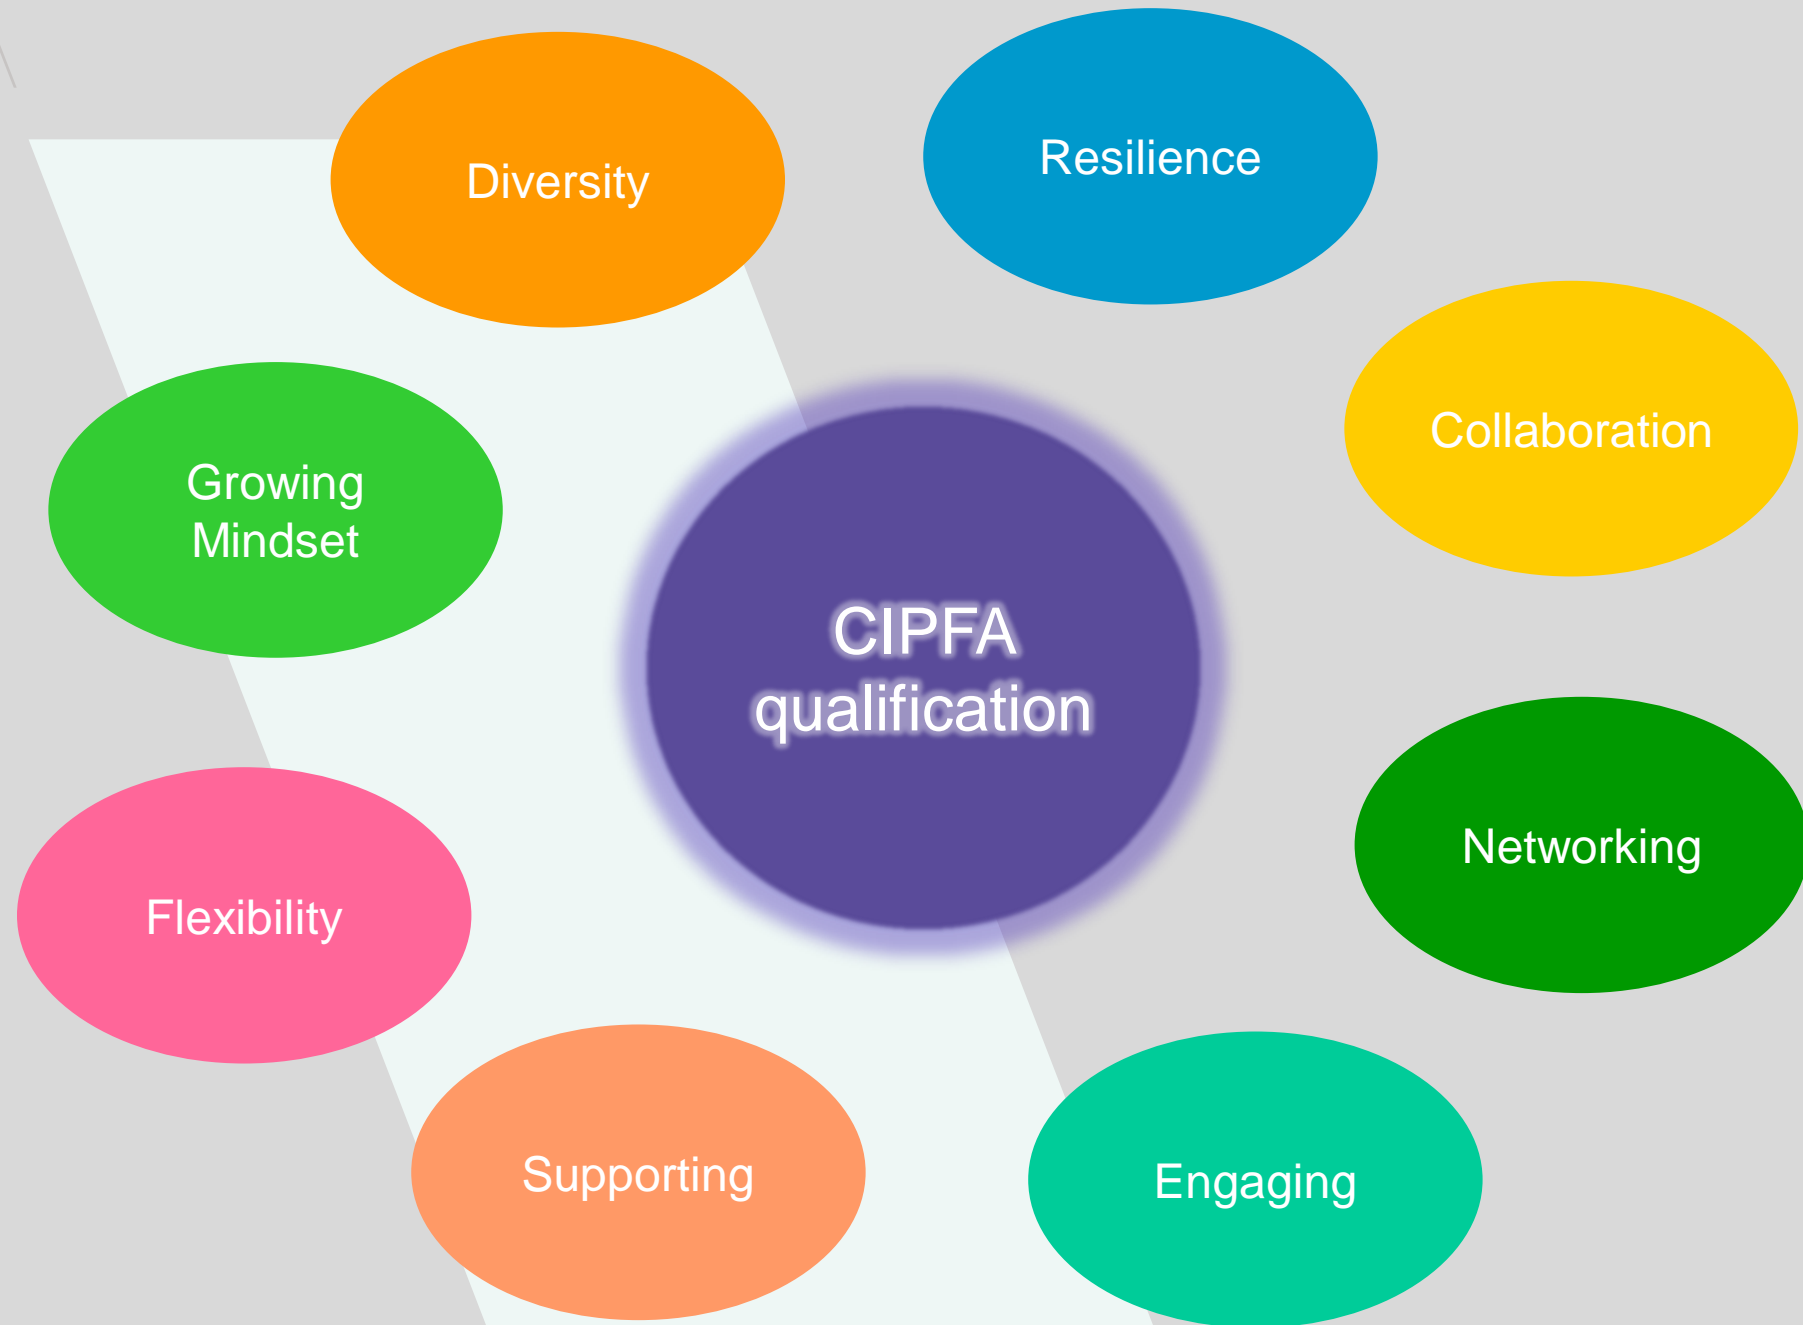 Diversity
Resilience
Collaboration
Growing
Mindset
CIPFA
qualification
Networking
Flexibility
Supporting
Engaging